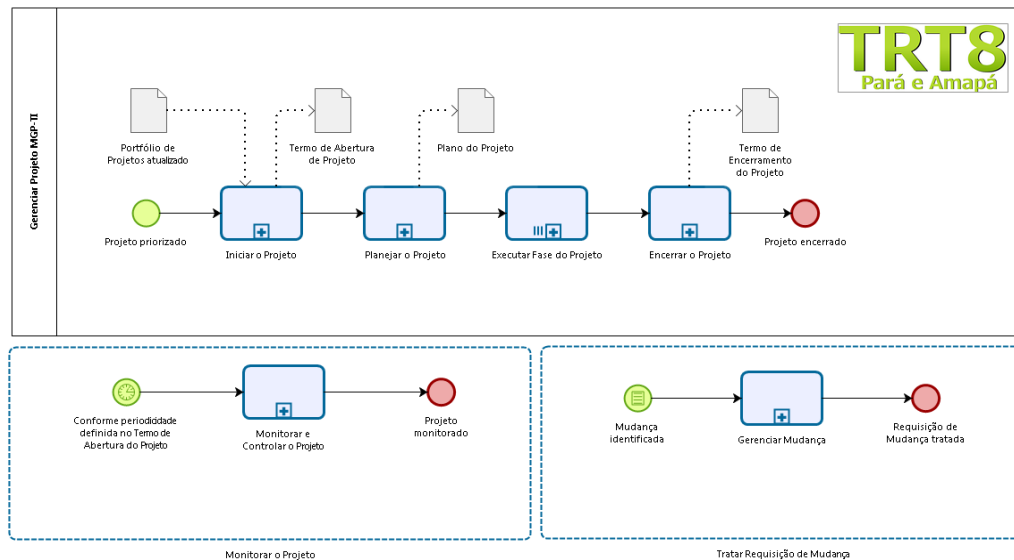 Gerenciar Projeto MGP-TI
TRT8
Pará e Amapá
Portfólio de
Projetos atualizado
Termo de Abertura
de Projeto
Plano do Projeto
Termo de
Encerramento
do Projeto
Projeto priorizado
Iniciar o Projeto
Planejar o Projeto
Executar Fase do Projeto
Encerrar o Projeto
Projeto encerrado
Conforme periodicidade
definida no Termo de
Abertura do Projeto
Monitorar e
Controlar o Projeto
Projeto
monitorado
Mudança
identificada
Gerenciar Mudança
Requisição de
Mudança tratada
Monitorar o Projeto
Tratar Requisição de Mudança